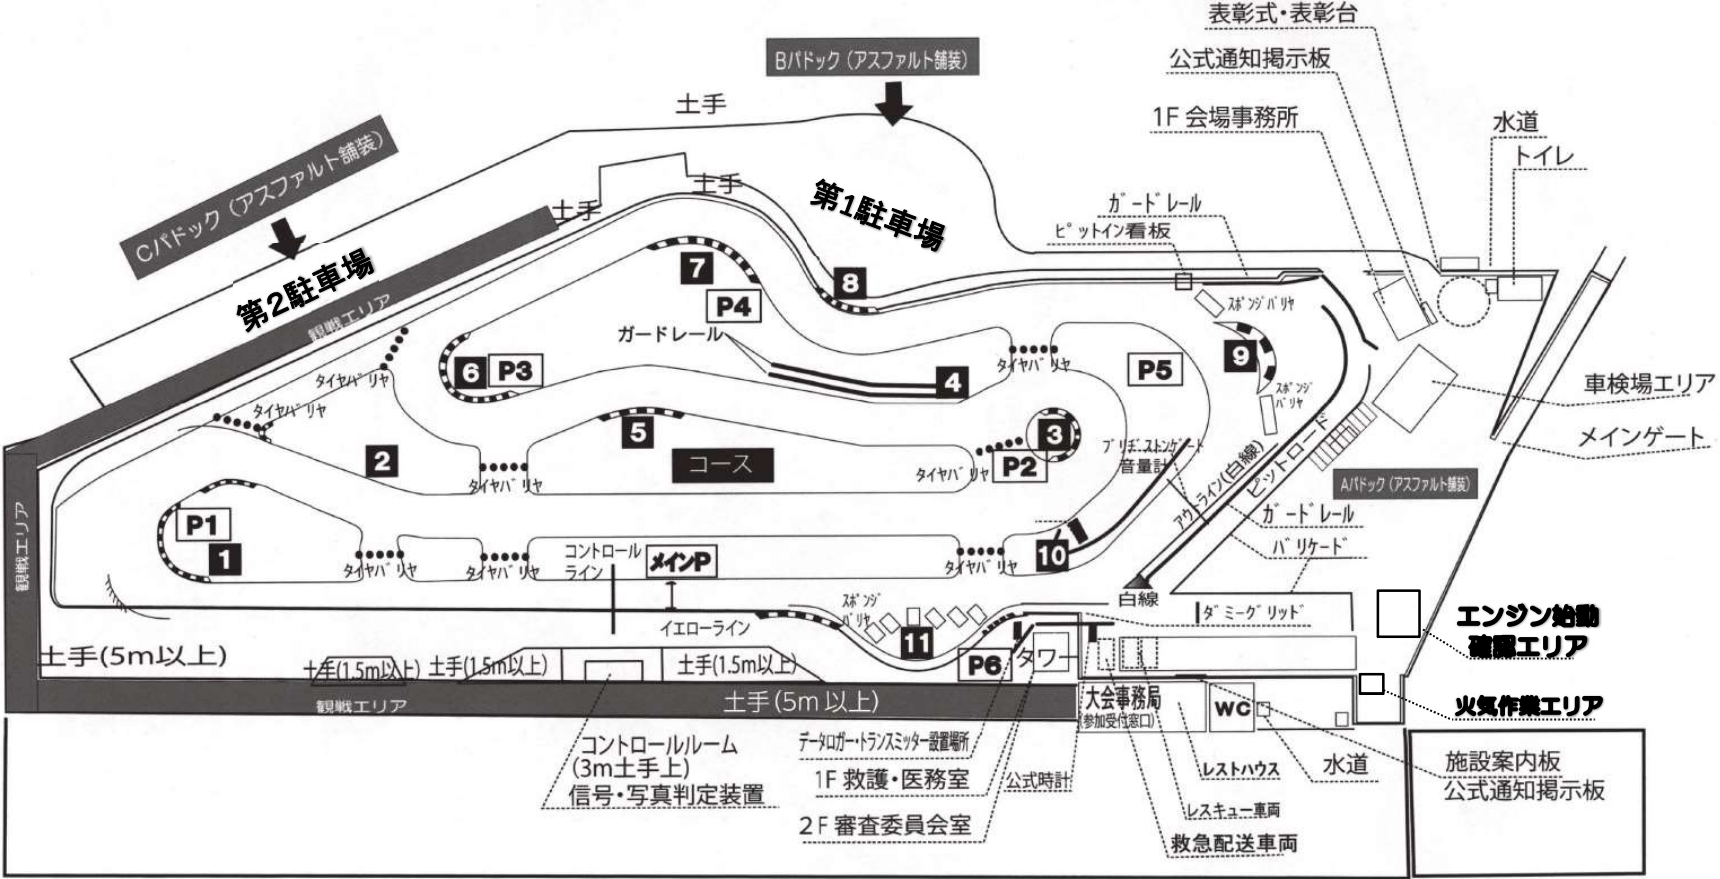 表彰式・表彰台
公式通知掲示板
Bパドック（アスファルト舗装）
土手
1F 会場事務所
水道
トイレ
Cパドック（アスファルト舗装）
土手
第1駐車場
土手
ガードレール
ピットイン看板
第2駐車場
観戦エリア
7
8
P4
スポンジバリヤ
ガードレール
9
タイヤバリヤ
6
P3
4
タイヤバリヤ
P5
スポンジ
バリヤ
車検場エリア
タイヤバリヤ
5
3
メインゲート
2
コース
P2
タイヤバリヤ
ブリヂストンゲート
音量計
アウトライン(白線)
ピットロード
タイヤバリヤ
Aパドック（アスファルト舗装）
P1
ガードレール
観戦エリア
1
コントロール
ライン
メインP
10
バリケード
タイヤバリヤ
タイヤバリヤ
タイヤバリヤ
白線
スポンジ
バリヤ
ダミーグリッド
エンジン始動
確認エリア
イエローライン
11
土手(5m以上)
土手(1.5m以上)
土手(1.5m以上)
土手(1.5m以上)
P6
タワー
観戦エリア
土手(5m以上)
大会事務局
(参加受付窓口)
WC
火気作業エリア
コントロールルーム
(3m土手上)
信号・写真判定装置
データロガー・トランスミッター設置場所
1F 救護・医務室
公式時計
2F 審査委員会室
レストハウス
水道
レスキュー車両
救急配送車両
施設案内板
公式通知掲示板